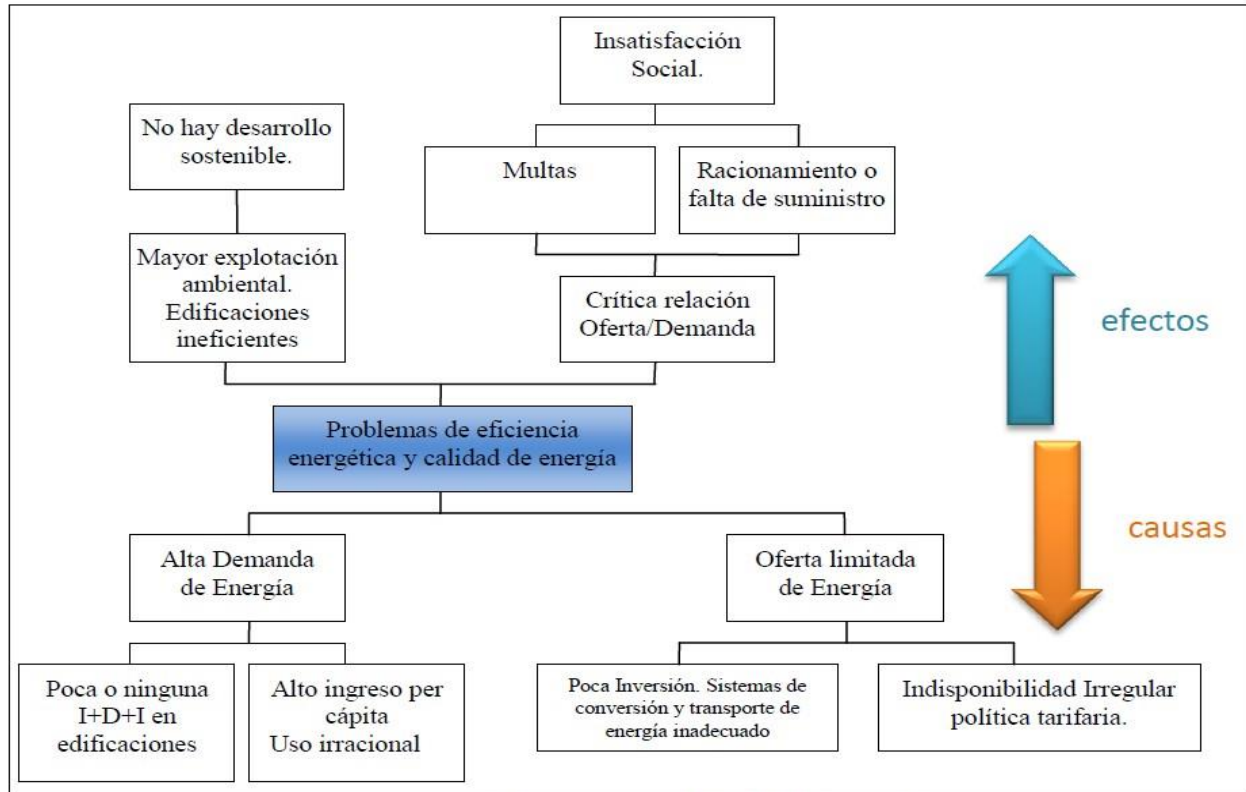 Insatisfacción
Social.
No hay desarrollo
sostenible.
Multas
Racionamiento o
falta de suministro
Mayor explotación
ambiental.
Edificaciones
ineficientes
Crítica relación
Oferta/Demanda
efectos
Problemas de eficiencia
energética y calidad de energía
causas
Alta Demanda
de Energía
Oferta limitada
de Energía
Poca o ninguna
I+D+I en
edificaciones
Alto ingreso per
cápita
Uso irracional
Poca Inversión. Sistemas de
conversión y transporte de
energía inadecuado
Indisponibilidad Irregular
política tarifaria.